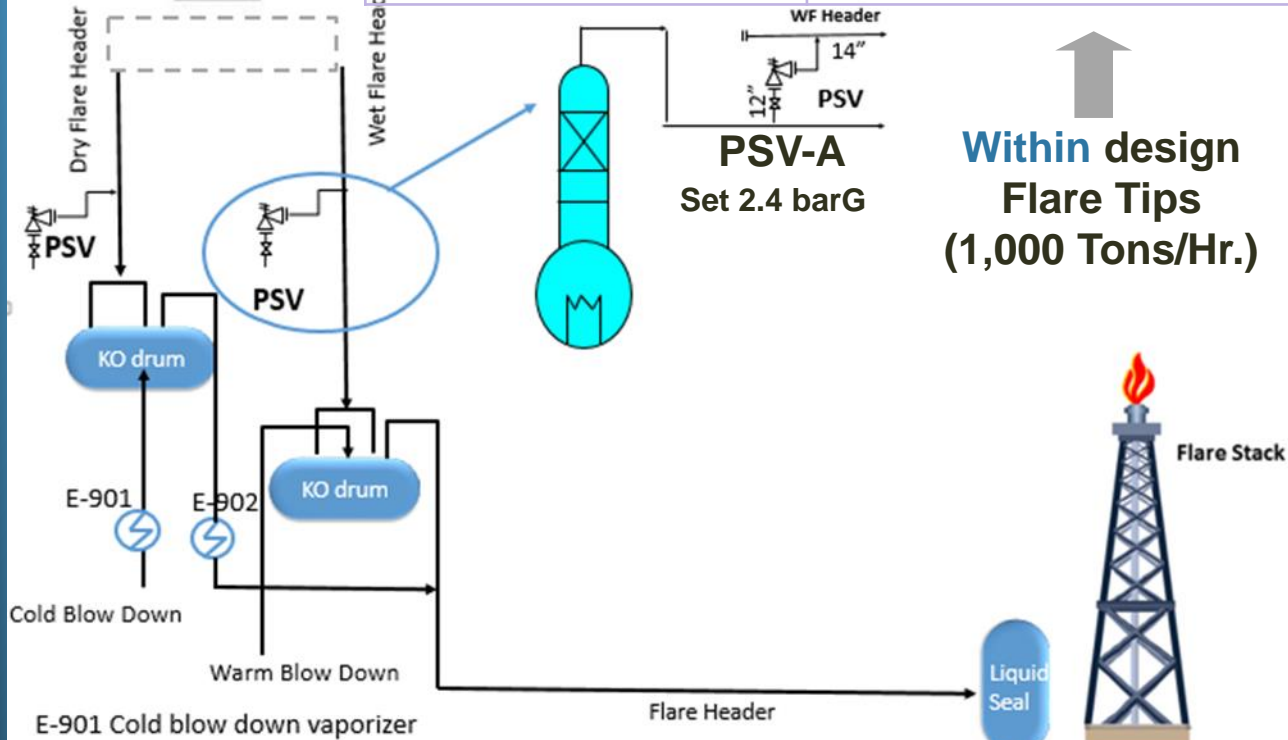 Dry Flare Header
Wet Flare
WF Header
14”
12”
PSV
PSV-A
Set 2.4 barG
Within design
Flare Tips
(1,000 Tons/Hr.)
PSV
PSV
KO drum
KO drum
E-901
E-902
Flare Stack
Cold Blow Down
Warm Blow Down
Liquid
Seal
Flare Header
E-901 Cold blow down vaporizer